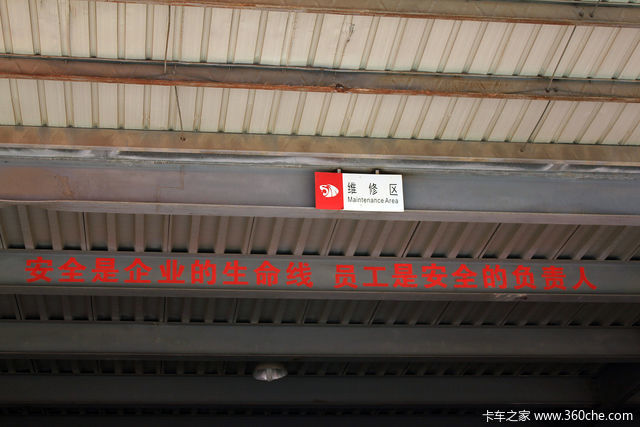 维修区
Maintenance Area
安全是企业的生命线 员工是安全的负责人
卡车之家 www.360che.com